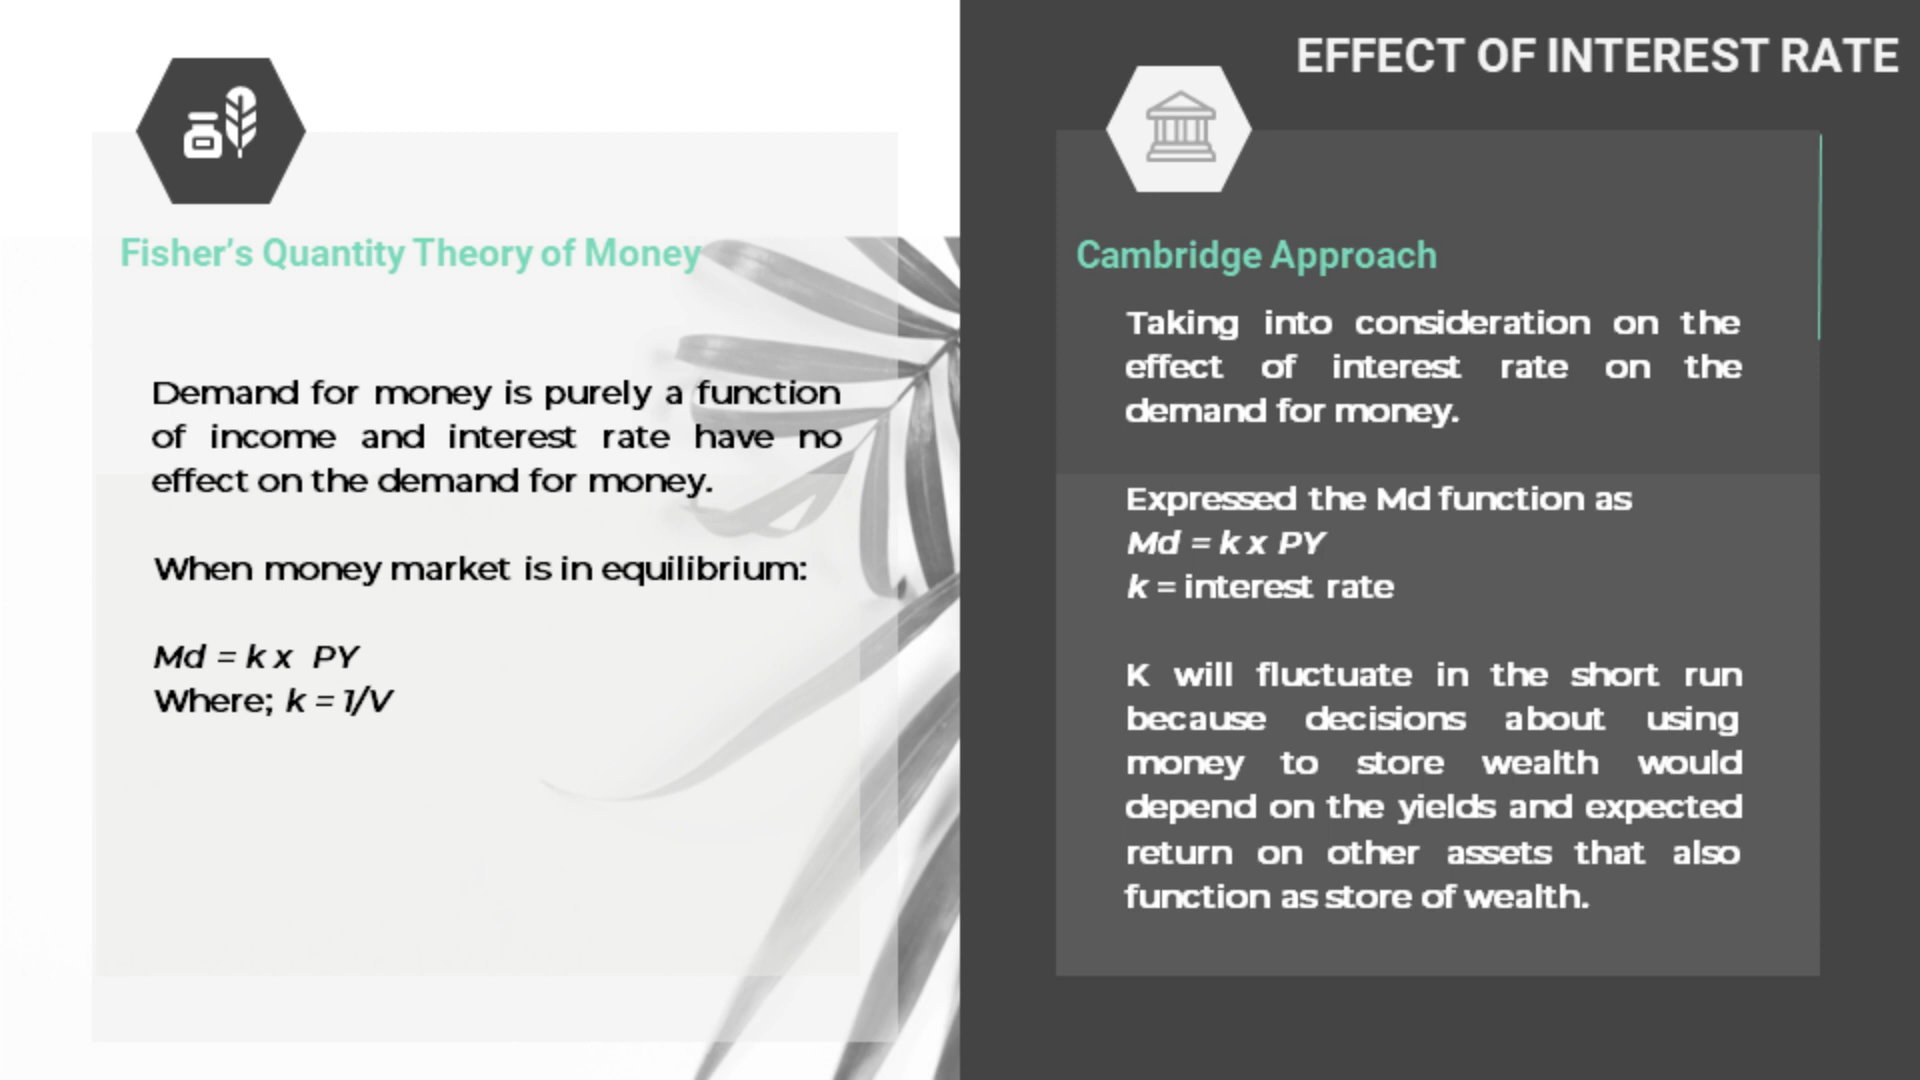 EFFECT OF INTEREST RATE
Fisher's Quantity Theory of Money
Demand for money is purely a function
of income and interest rate have no
effect on the demand for money.
When money market is in equilibrium:
Md = k x PY
Where; k = 1/V
Cambridge Approach
Taking into consideration on the
effect of interest rate on the
demand for money.
Expressed the Md function as
Md = k x PY
k = interest rate
K will fluctuate in the short run
because decisions about using
money to store wealth would
depend on the yields and expected
return on other assets that also
function as store of wealth.